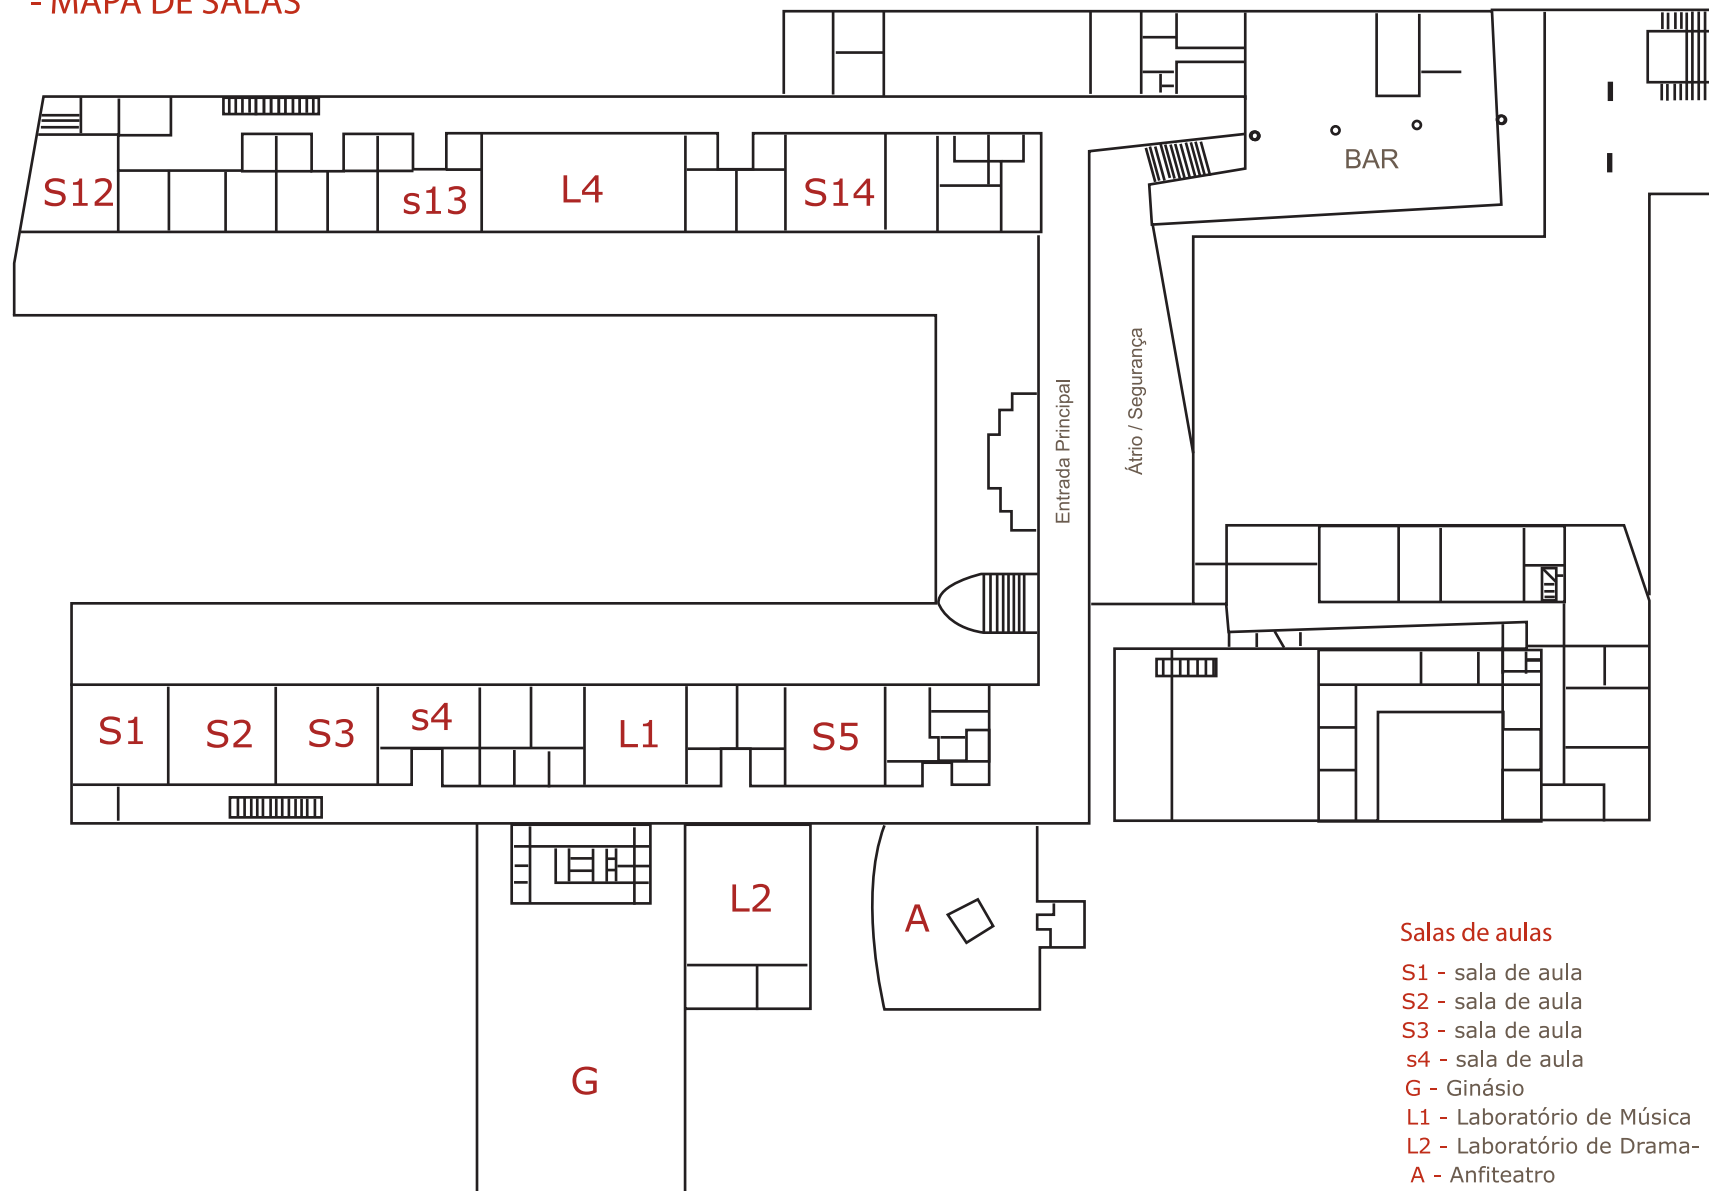 - MAPA DE SALAS
BAR
S12
s13
L4
S14
Entrada Principal
Átrio / Segurança
S1
S2
S3
s4
L1
S5
L2
A
G
Salas de aulas
S1 - sala de aula
S2 - sala de aula
S3 - sala de aula
s4 - sala de aula
G - Ginásio
L1 - Laboratório de Música
L2 - Laboratório de Drama-
A - Anfiteatro